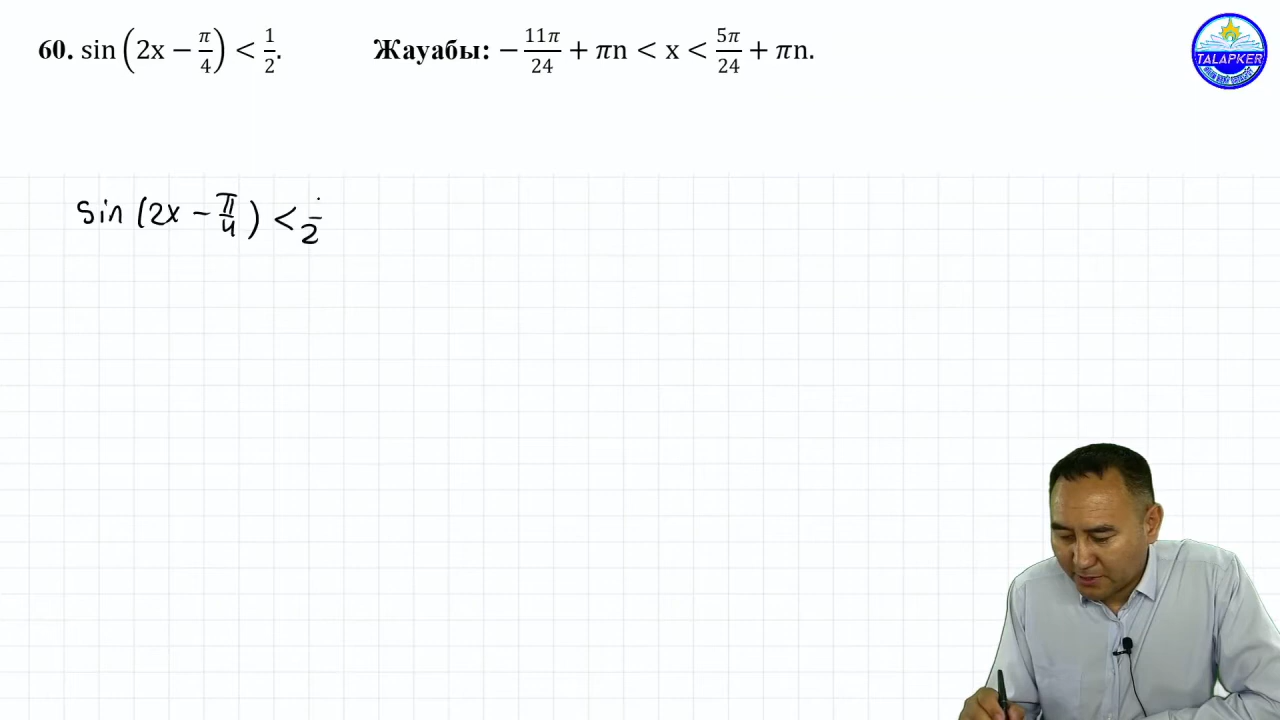 60. sin(2x − π/4) < 1/2. Жауабы: −11π/24 + πn < x < 5π/24 + πn.
TALAPKER
sin (2x − π/4) < /2